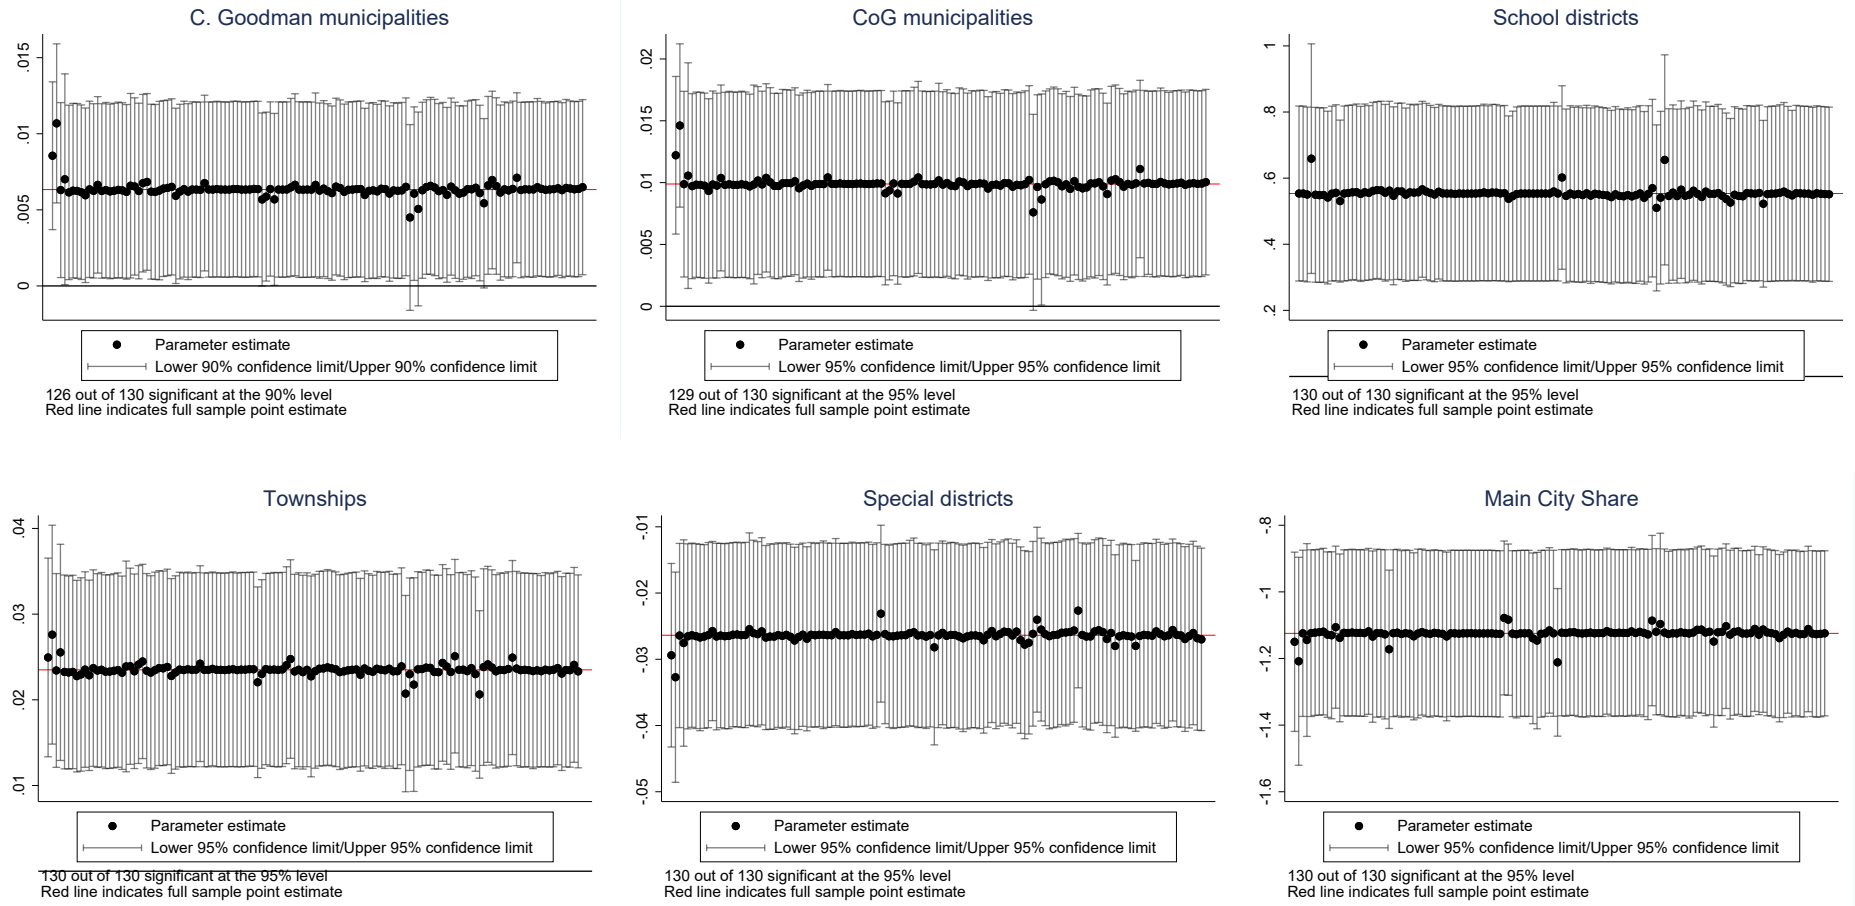 C. Goodman municipalities
.015
.01
.005
0
Parameter estimate
Lower 90% confidence limit/Upper 90% confidence limit
126 out of 130 significant at the 90% level
Red line indicates full sample point estimate
CoG municipalities
.02
.015
.01
.005
0
Parameter estimate
Lower 95% confidence limit/Upper 95% confidence limit
129 out of 130 significant at the 95% level
Red line indicates full sample point estimate
School districts
1
.8
.6
.4
.2
Parameter estimate
Lower 95% confidence limit/Upper 95% confidence limit
130 out of 130 significant at the 95% level
Red line indicates full sample point estimate
Townships
.04
.03
.02
.01
Parameter estimate
Lower 95% confidence limit/Upper 95% confidence limit
130 out of 130 significant at the 95% level
Red line indicates full sample point estimate
Special districts
-.01
-.02
-.03
-.04
-.05
Parameter estimate
Lower 95% confidence limit/Upper 95% confidence limit
130 out of 130 significant at the 95% level
Red line indicates full sample point estimate
Main City Share
-.8
-1
-1.2
-1.4
-1.6
Parameter estimate
Lower 95% confidence limit/Upper 95% confidence limit
130 out of 130 significant at the 95% level
Red line indicates full sample point estimate